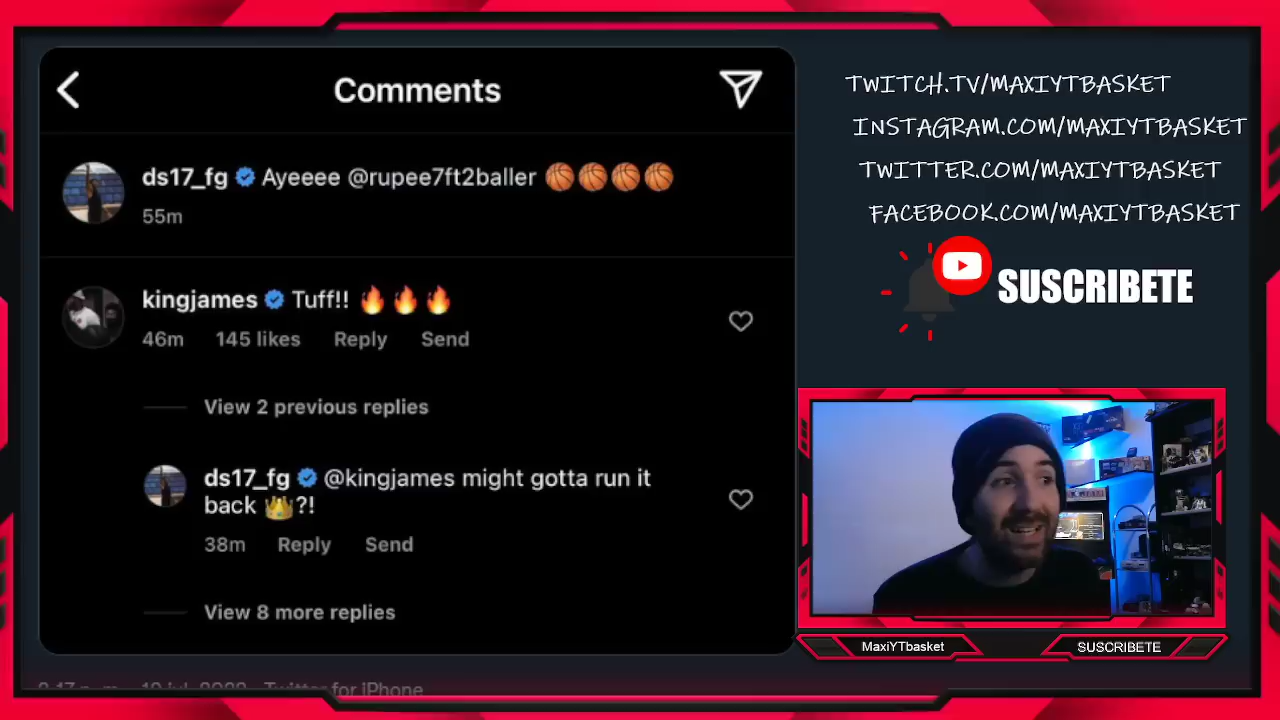 Comments
ds17_fg Ayeeee @rupee7ft2baller 🏀🏀🏀🏀
55m
kingjames Tuff!! 🔥🔥🔥
46m 145 likes Reply Send
View 2 previous replies
ds17_fg @kingjames might gotta run it
back 👑?!
38m Reply Send
View 8 more replies
Twitter for iPhone
TWITCH.TV/MAXIYTBASKET
INSTAGRAM.COM/MAXIYTBASKET
TWITTER.COM/MAXIYTBASKET
FACEBOOK.COM/MAXIYTBASKET
SUSCRIBETE
MaxiYTbasket
SUSCRIBETE